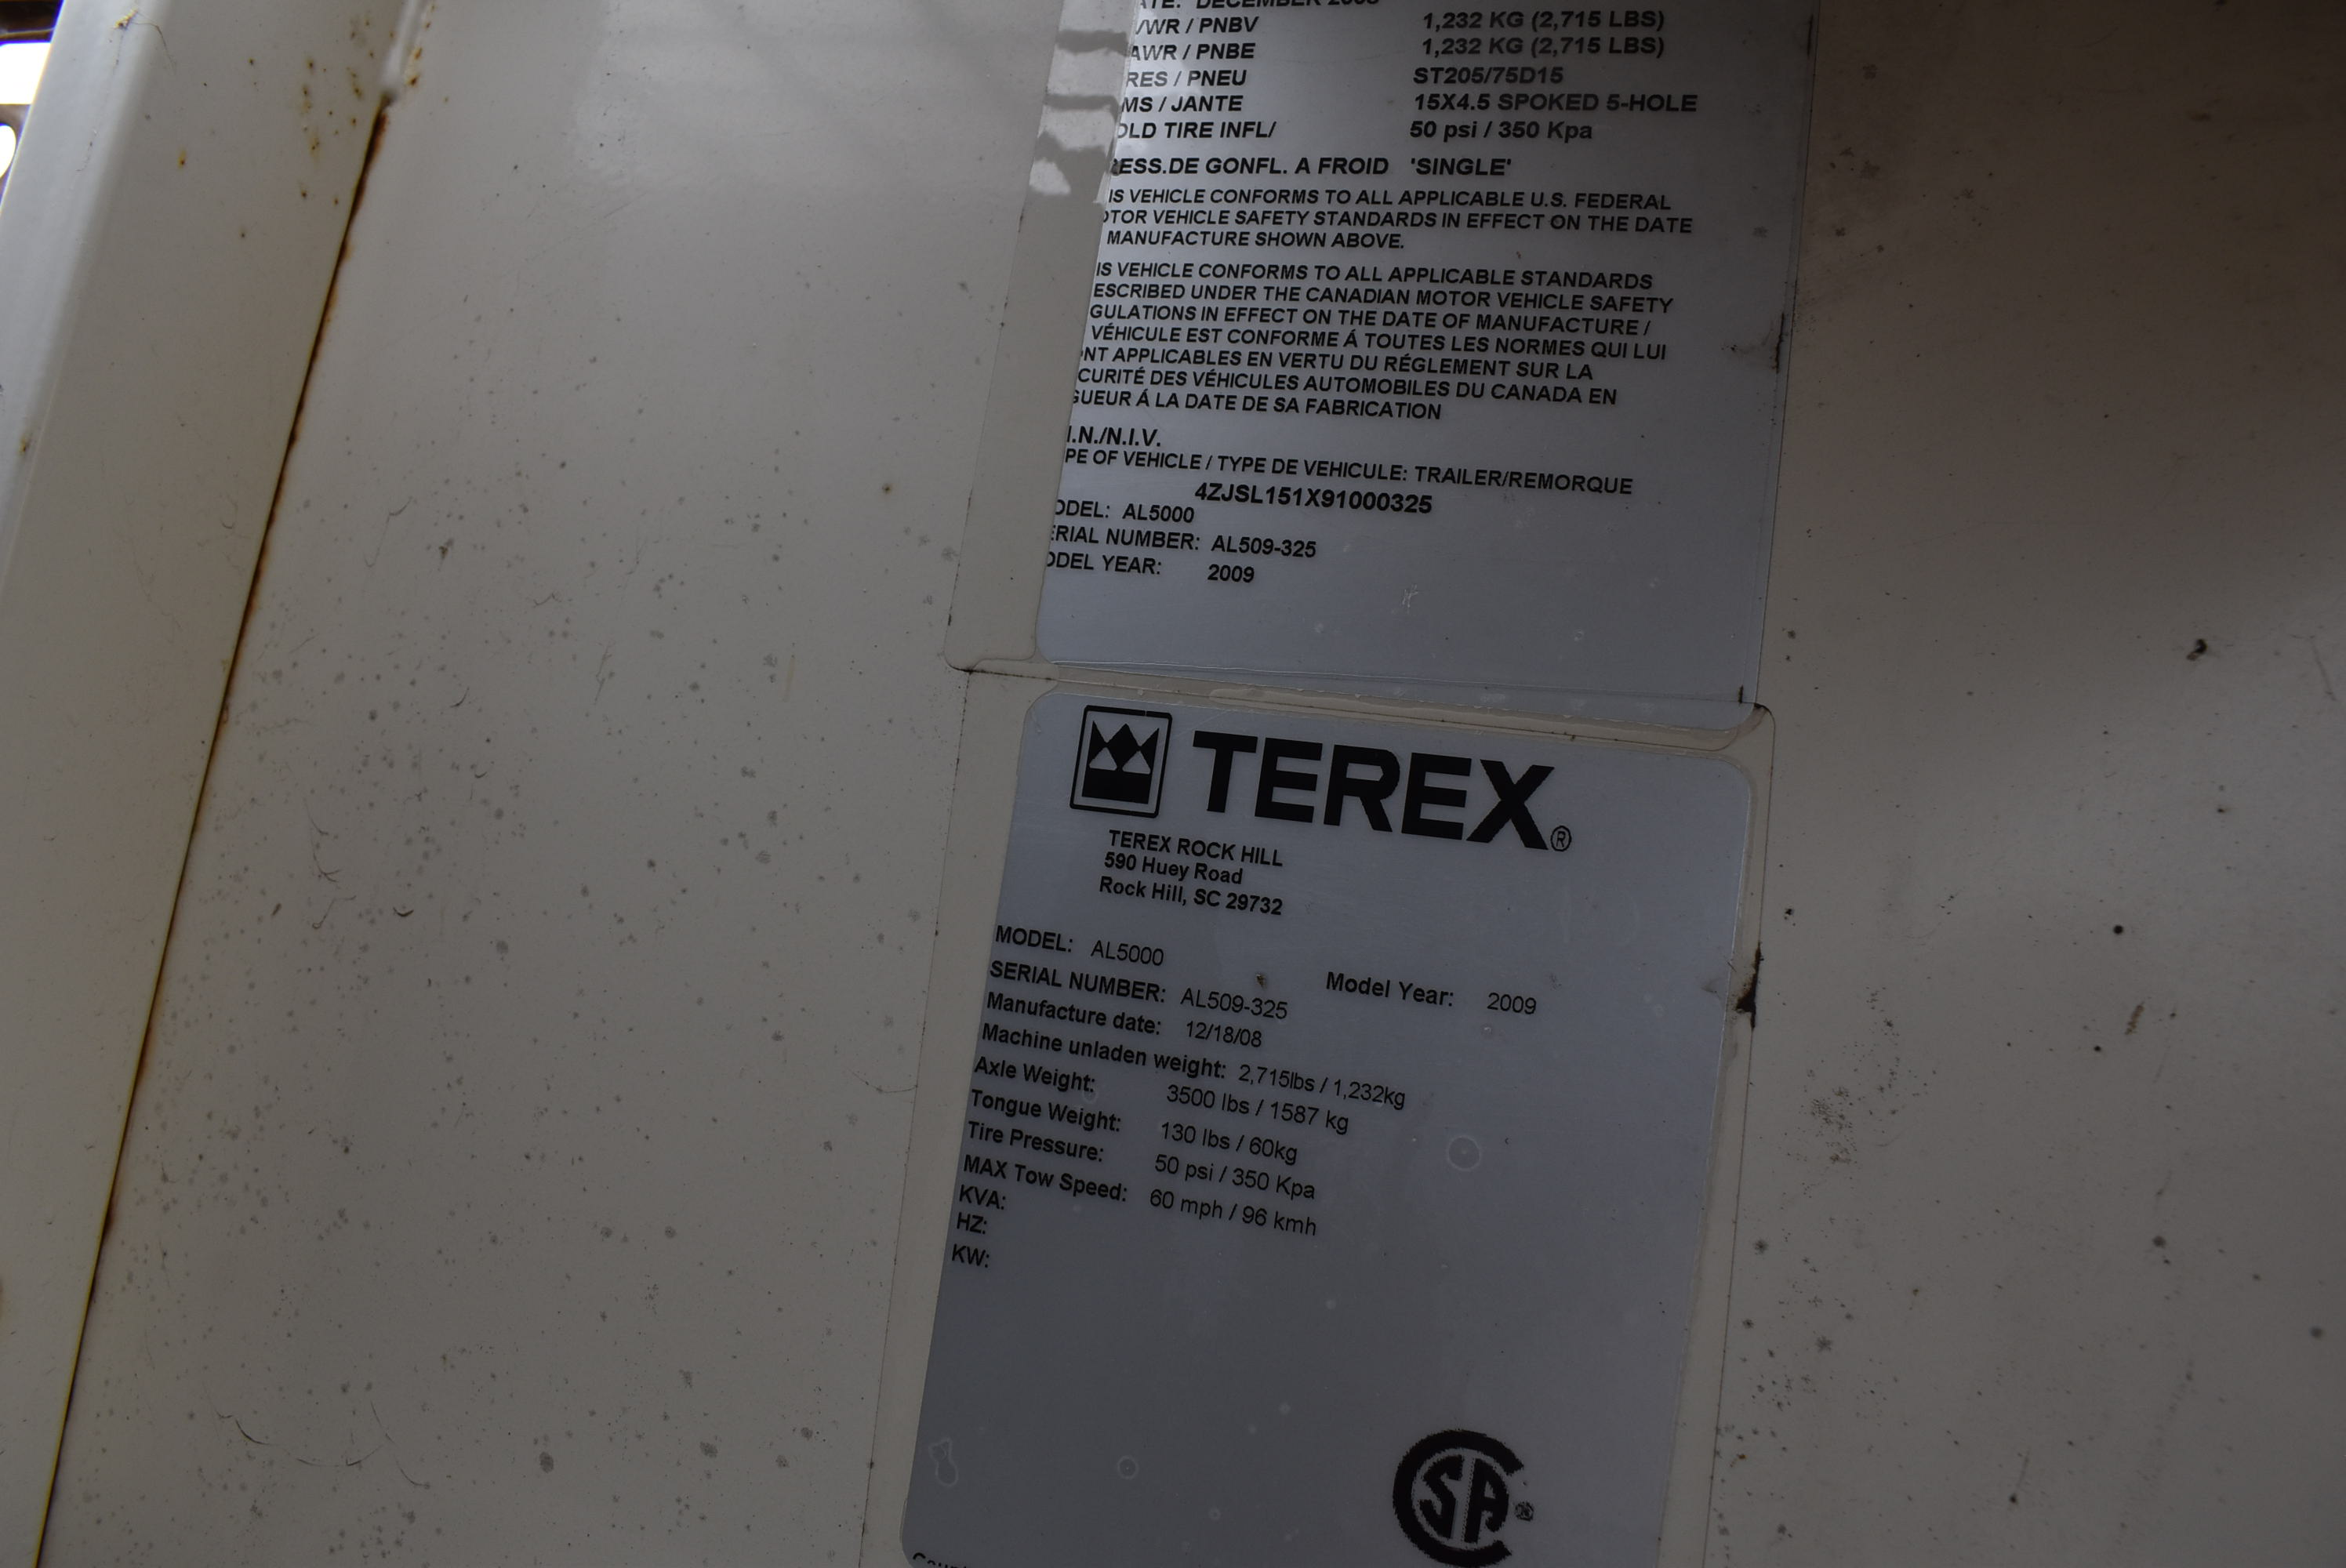 ATE: DECEMBER 2008
VWR / PNBV 1,232 KG (2,715 LBS)
AWR / PNBE 1,232 KG (2,715 LBS)
RES / PNEU ST205/75D15
MS / JANTE 15X4.5 SPOKED 5-HOLE
OLD TIRE INFL/ 50 psi / 350 Kpa
RESS.DE GONFL. A FROID 'SINGLE'
IS VEHICLE CONFORMS TO ALL APPLICABLE U.S. FEDERAL
OTOR VEHICLE SAFETY STANDARDS IN EFFECT ON THE DATE
MANUFACTURE SHOWN ABOVE.
IS VEHICLE CONFORMS TO ALL APPLICABLE STANDARDS
ESCRIBED UNDER THE CANADIAN MOTOR VEHICLE SAFETY
GULATIONS IN EFFECT ON THE DATE OF MANUFACTURE /
VÉHICULE EST CONFORME Á TOUTES LES NORMES QUI LUI
ONT APPLICABLES EN VERTU DU RÉGLEMENT SUR LA
CURITÉ DES VÉHICULES AUTOMOBILES DU CANADA EN
GUEUR Á LA DATE DE SA FABRICATION
I.N./N.I.V.
PE OF VEHICLE / TYPE DE VEHICULE: TRAILER/REMORQUE
4ZJSL151X91000325
ODEL: AL5000
ERIAL NUMBER: AL509-325
ODEL YEAR: 2009
TEREX®
TEREX ROCK HILL
590 Huey Road
Rock Hill, SC 29732
MODEL: AL5000
SERIAL NUMBER: AL509-325 Model Year: 2009
Manufacture date: 12/18/08
Machine unladen weight: 2,715lbs / 1,232kg
Axle Weight: 3500 lbs / 1587 kg
Tongue Weight: 130 lbs / 60kg
Tire Pressure: 50 psi / 350 Kpa
MAX Tow Speed: 60 mph / 96 kmh
KVA:
HZ:
KW:
CSA®